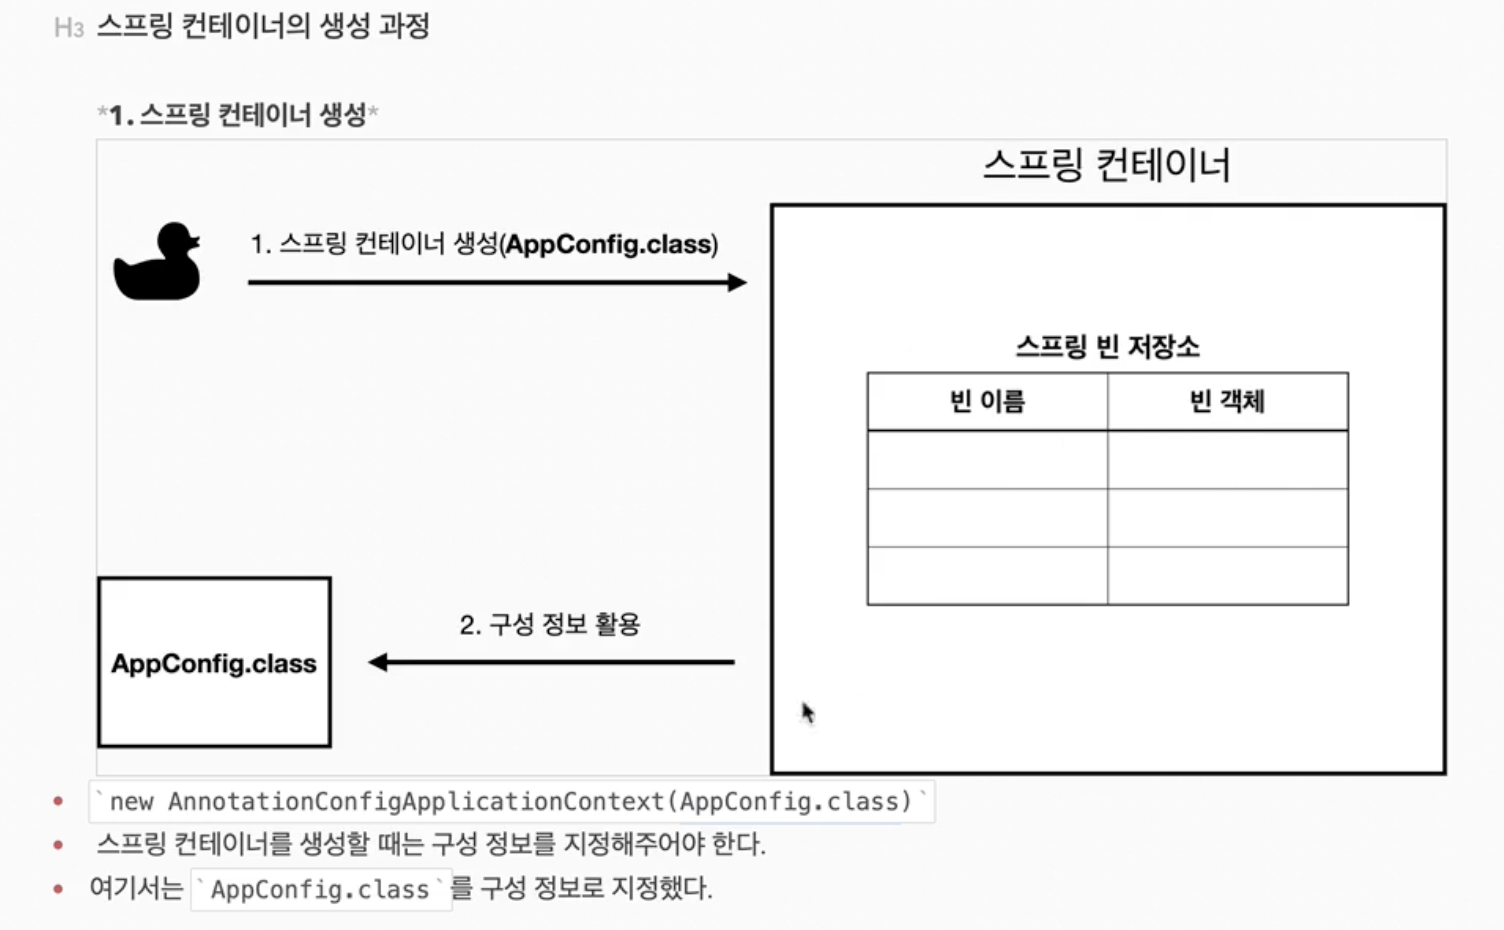 H3 스프링 컨테이너의 생성 과정
*1. 스프링 컨테이너 생성*
스프링 컨테이너
1. 스프링 컨테이너 생성(AppConfig.class)
스프링 빈 저장소
빈 이름 빈 객체
2. 구성 정보 활용
AppConfig.class
`new AnnotationConfigApplicationContext(AppConfig.class)`
스프링 컨테이너를 생성할 때는 구성 정보를 지정해주어야 한다.
여기서는 `AppConfig.class`를 구성 정보로 지정했다.